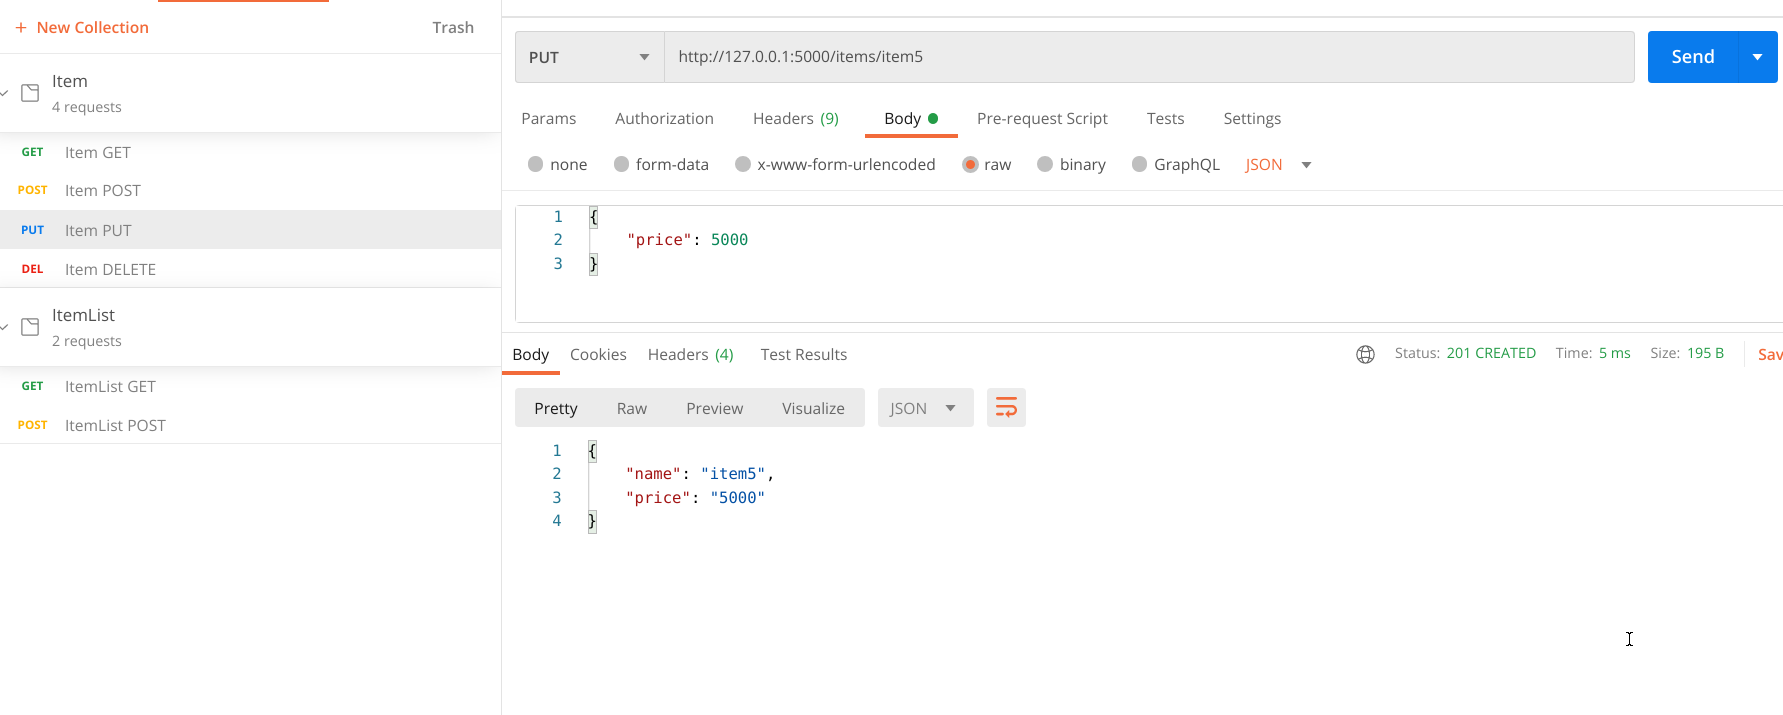 + New Collection
Trash
Item
4 requests
GET Item GET
POST Item POST
PUT Item PUT
DEL Item DELETE
ItemList
2 requests
GET ItemList GET
POST ItemList POST
PUT
http://127.0.0.1:5000/items/item5
Send
Params Authorization Headers (9) Body Pre-request Script Tests Settings
none form-data x-www-form-urlencoded raw binary GraphQL JSON
1 {
2 "price": 5000
3 }
Body Cookies Headers (4) Test Results
Status: 201 CREATED Time: 5 ms Size: 195 B Sav
Pretty Raw Preview Visualize JSON
1 {
2 "name": "item5",
3 "price": "5000"
4 }